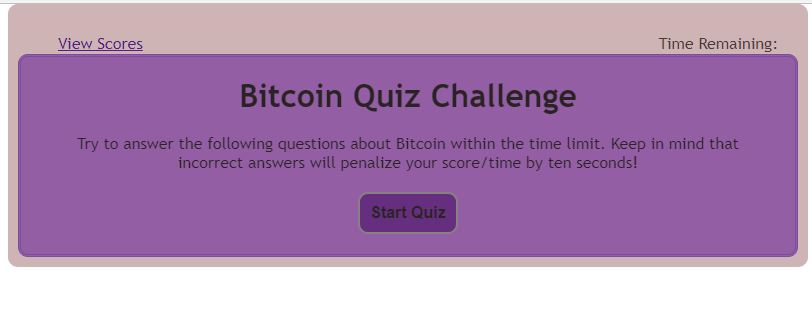 View Scores
Time Remaining:
Bitcoin Quiz Challenge
Try to answer the following questions about Bitcoin within the time limit. Keep in mind that
incorrect answers will penalize your score/time by ten seconds!
Start Quiz